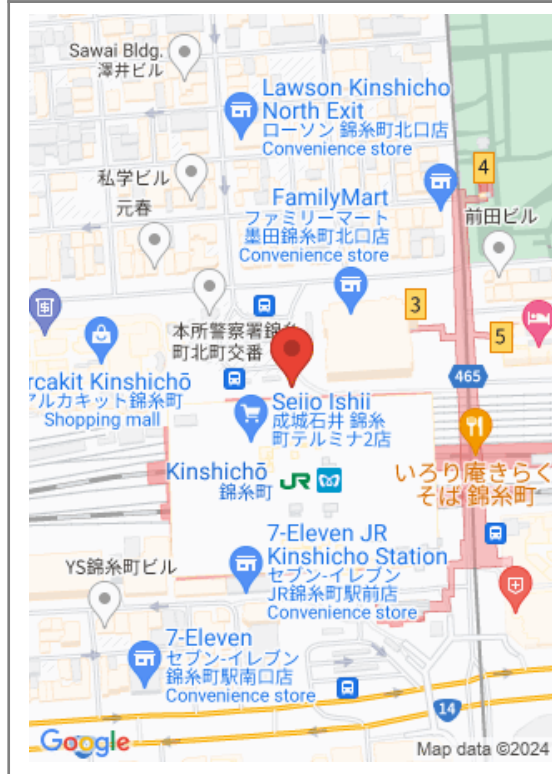 Sawai Bldg.
澤井ビル
Lawson Kinshicho
North Exit
ローソン 錦糸町北口店
Convenience store
私学ビル
元春
4
FamilyMart
ファミリーマート
墨田錦糸町北口店
Convenience store
前田ビル
3
5
本所警察署錦糸
町北町交番
465
rcakit Kinshichō
アルカキット錦糸町
Shopping mall
Seijo Ishii
成城石井 錦糸
町テルミナ2店
Kinshichō
錦糸町
JR
いろり庵きらく
そば 錦糸町
7-Eleven JR
Kinshicho Station
セブン-イレブン
JR錦糸町駅前店
Convenience store
YS錦糸町ビル
7-Eleven
セブン-イレブン
錦糸町駅南口店
Convenience store
14
Google
Map data ©2024